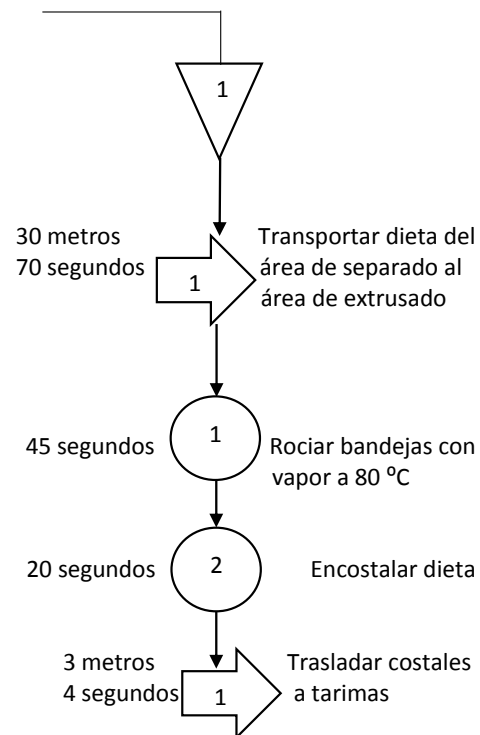 1
30 metros
70 segundos
1
Transportar dieta del
área de separado al
área de extrusado
45 segundos
1
Rociar bandejas con
vapor a 80 ⁰C
20 segundos
2
Encostalar dieta
3 metros
4 segundos
1
Trasladar costales
a tarimas